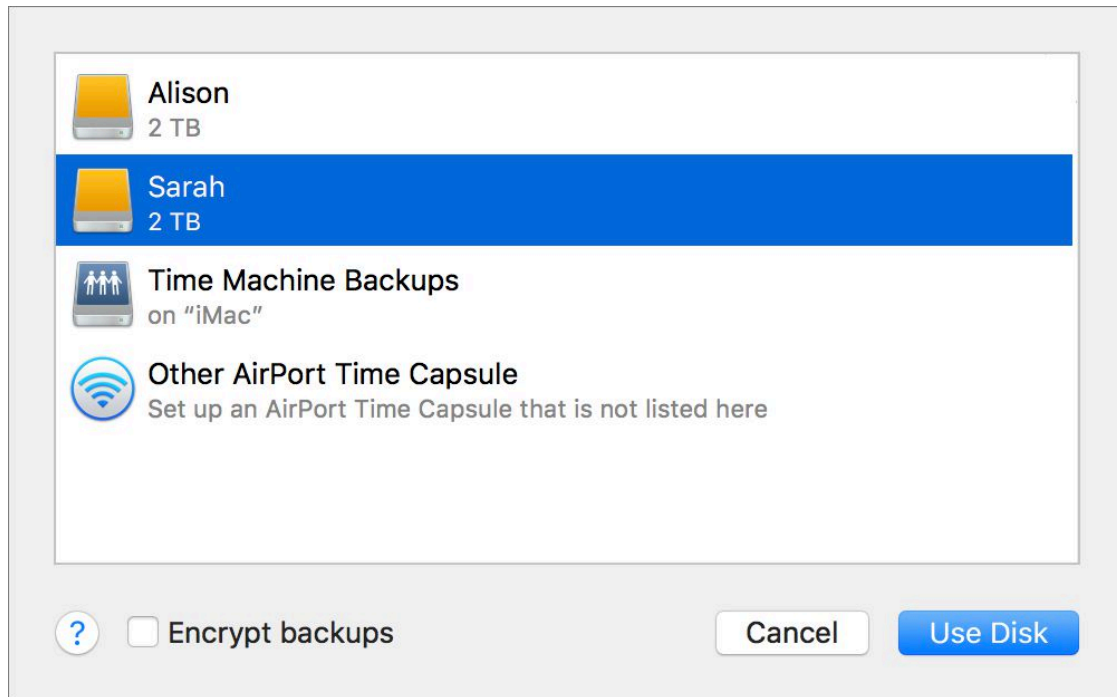 Alison
2 TB
Sarah
2 TB
Time Machine Backups
on “iMac”
Other AirPort Time Capsule
Set up an AirPort Time Capsule that is not listed here
? Encrypt backups Cancel Use Disk